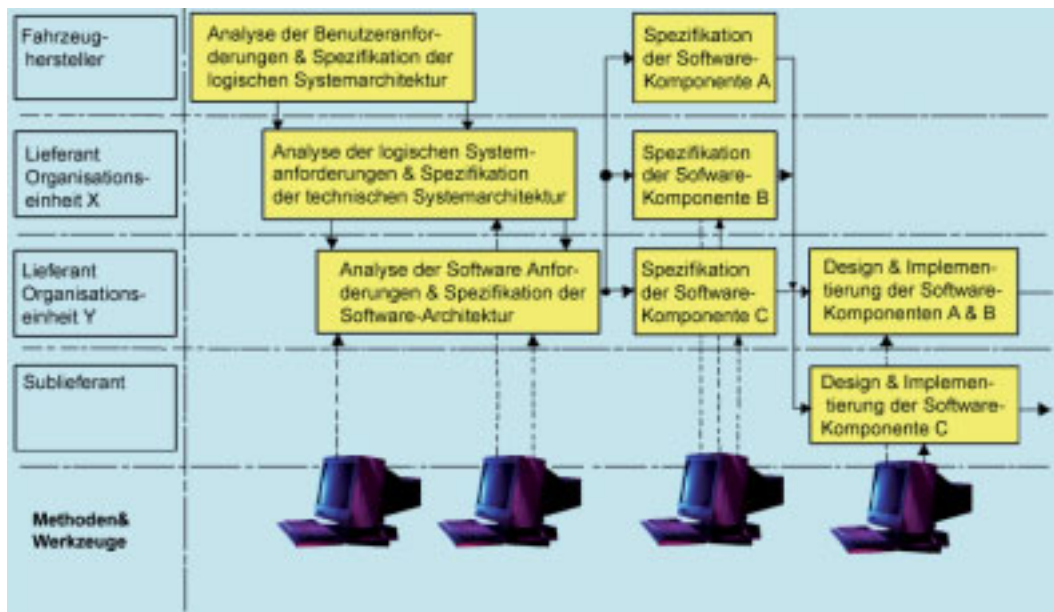 Fahrzeug-
hersteller
Analyse der Benutzeranfor-
derungen & Spezifikation der
logischen Systemarchitektur
Spezifikation
der Software-
Komponente A
Lieferant
Organisations-
einheit X
Analyse der logischen System-
anforderungen & Spezifikation
der technischen Systemarchitektur
Spezifikation
der Sofware-
Komponente B
Lieferant
Organisations-
einheit Y
Analyse der Software Anfor-
derungen & Spezifikation der
Software-Architektur
Spezifikation
der Software-
Komponente C
Design & Implemen-
tierung der Software-
Komponenten A & B
Sublieferant
Design & Implemen-
tierung der Software-
Komponente C
Methoden&
Werkzeuge